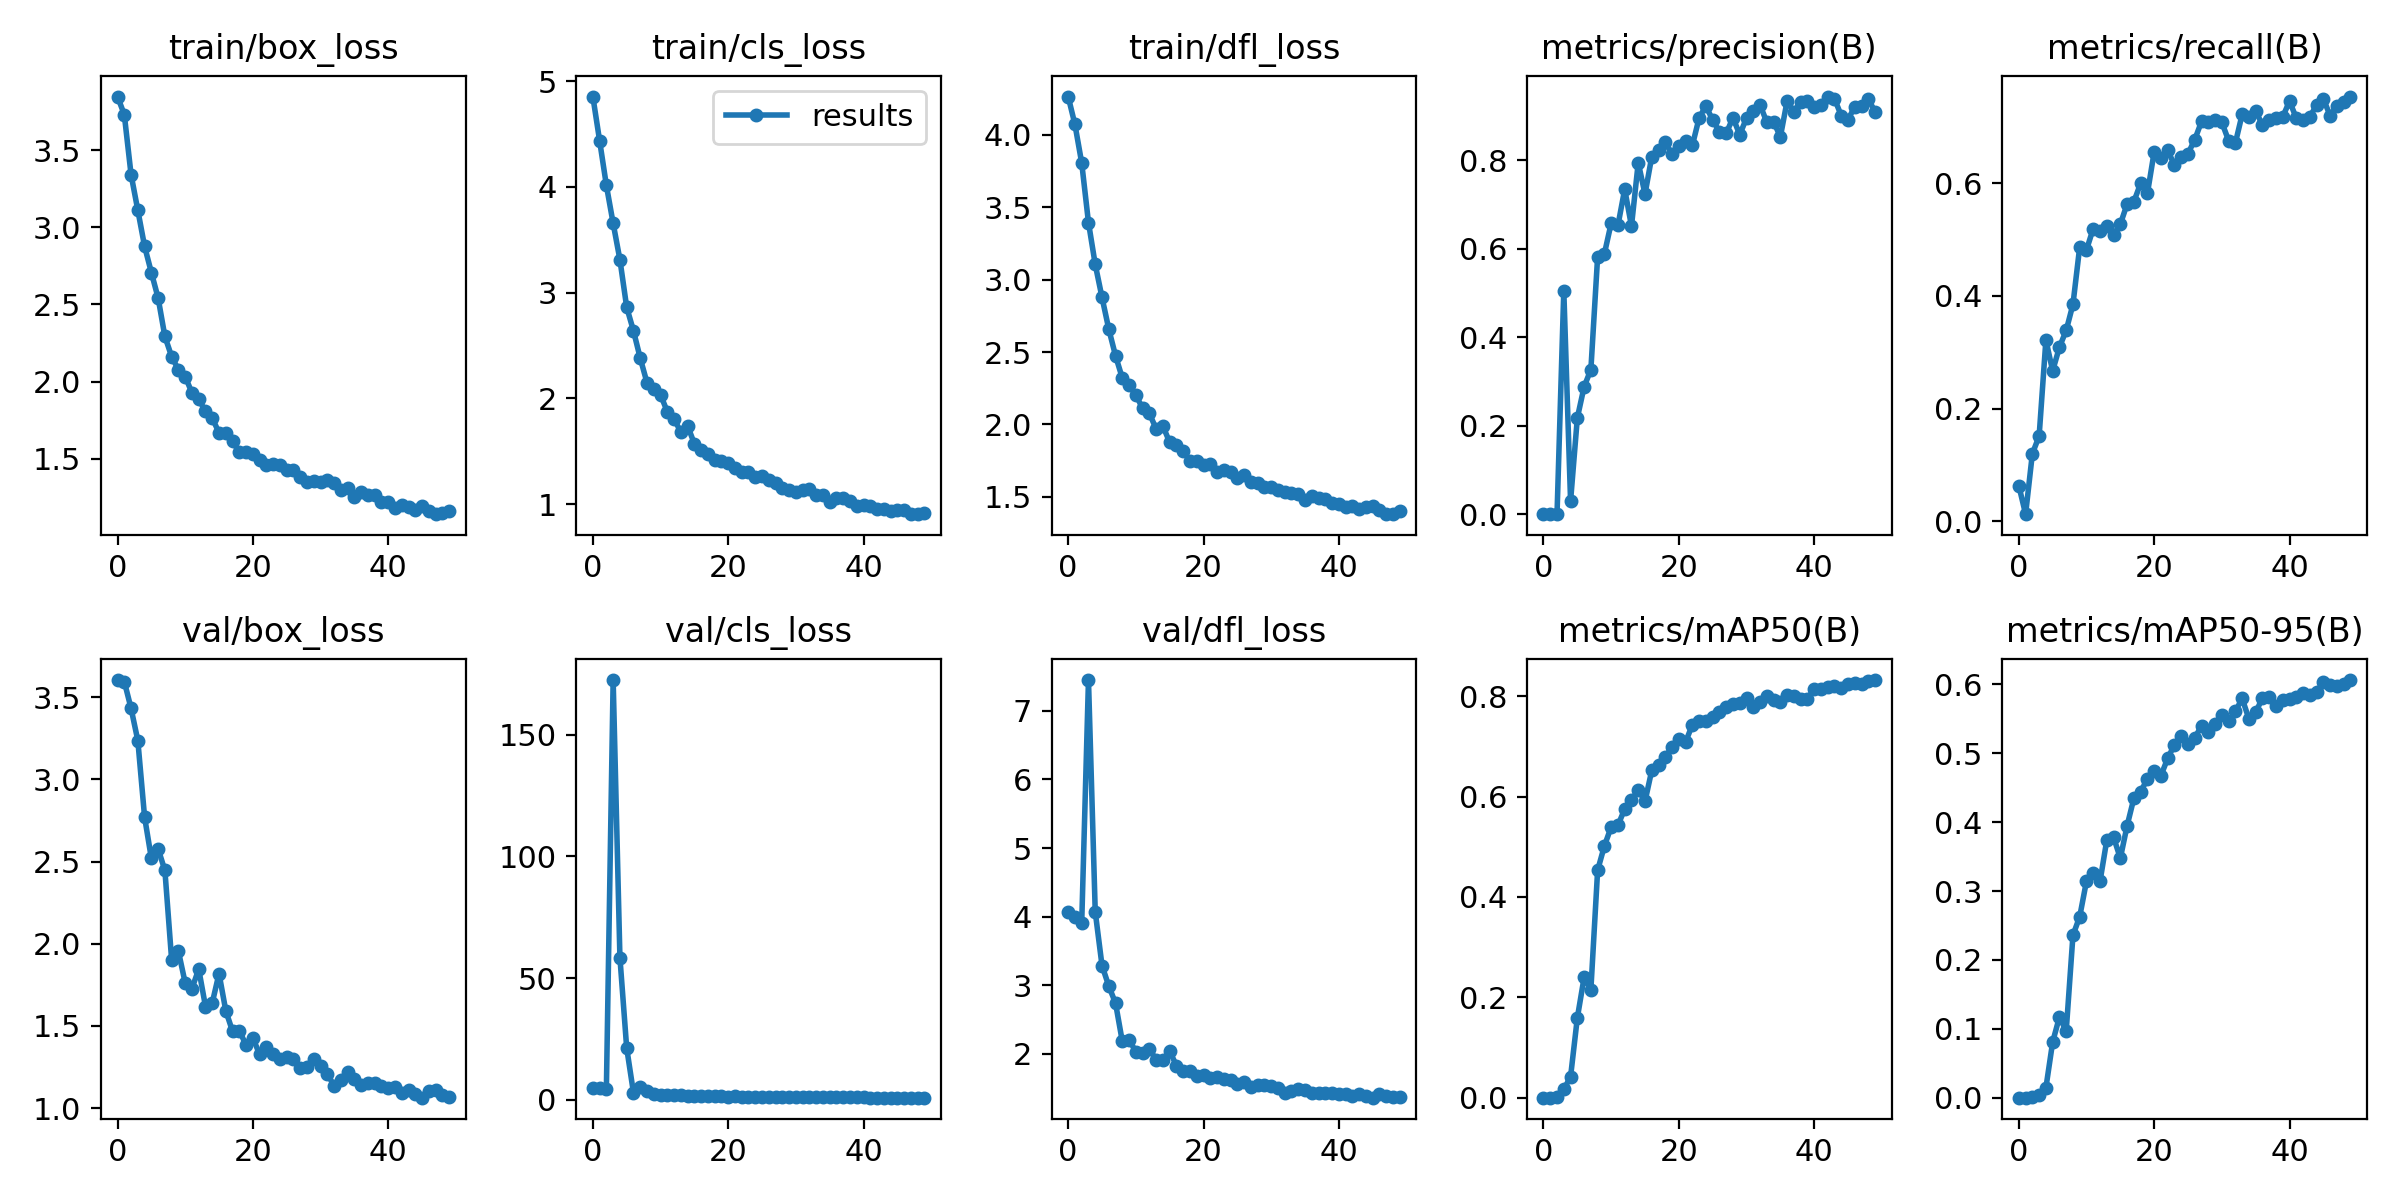 train/box_loss
3.5
3.0
2.5
2.0
1.5
0 20 40
train/cls_loss
results
5
4
3
2
1
0 20 40
train/dfl_loss
4.0
3.5
3.0
2.5
2.0
1.5
0 20 40
metrics/precision(B)
0.8
0.6
0.4
0.2
0.0
0 20 40
metrics/recall(B)
0.6
0.4
0.2
0.0
0 20 40
val/box_loss
3.5
3.0
2.5
2.0
1.5
1.0
0 20 40
val/cls_loss
150
100
50
0
0 20 40
val/dfl_loss
7
6
5
4
3
2
0 20 40
metrics/mAP50(B)
0.8
0.6
0.4
0.2
0.0
0 20 40
metrics/mAP50-95(B)
0.6
0.5
0.4
0.3
0.2
0.1
0.0
0 20 40